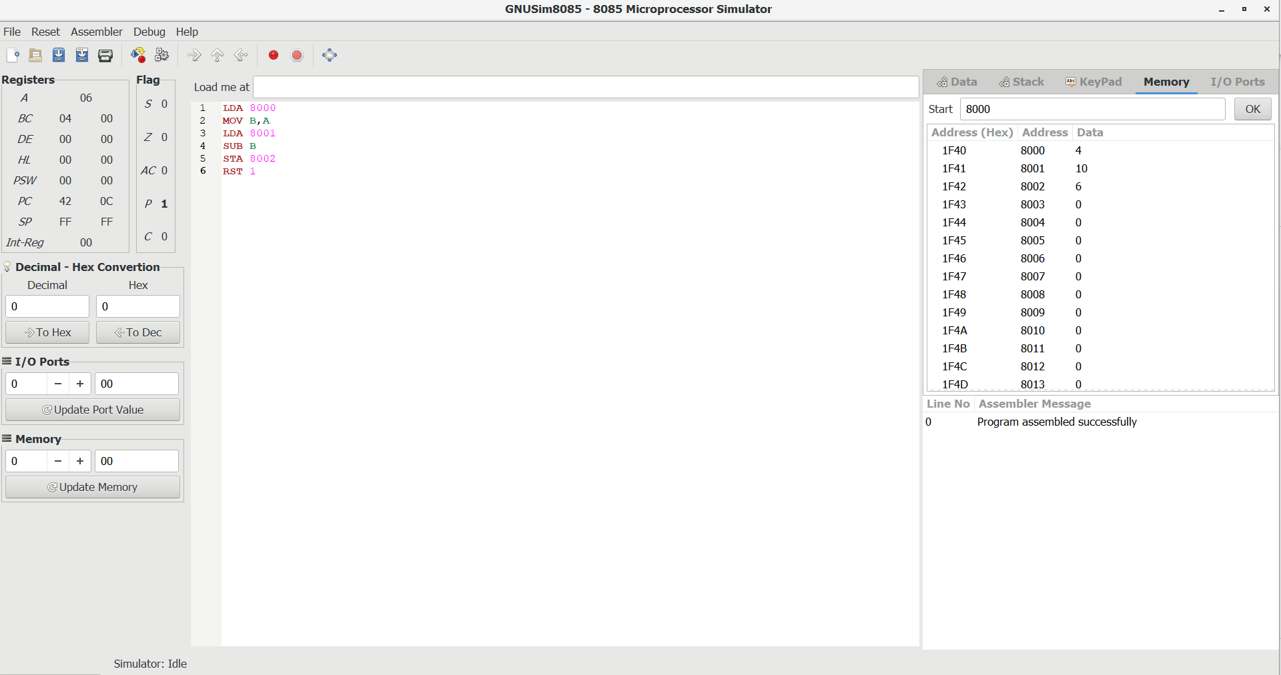 GNUSim8085 - 8085 Microprocessor Simulator
File Reset Assembler Debug Help
Registers
A 06
BC 04 00
DE 00 00
HL 00 00
PSW 00 00
PC 42 0C
SP FF FF
Int-Reg 00
Flag
S 0
Z 0
AC 0
P 1
C 0
Decimal - Hex Convertion
Decimal Hex
0 0
To Hex To Dec
I/O Ports
0 − + 00
Update Port Value
Memory
0 − + 00
Update Memory
Load me at
1 LDA 8000
2 MOV B,A
3 LDA 8001
4 SUB B
5 STA 8002
6 RST 1
Data Stack KeyPad Memory I/O Ports
Start 8000 OK
Address (Hex) Address Data
1F40 8000 4
1F41 8001 10
1F42 8002 6
1F43 8003 0
1F44 8004 0
1F45 8005 0
1F46 8006 0
1F47 8007 0
1F48 8008 0
1F49 8009 0
1F4A 8010 0
1F4B 8011 0
1F4C 8012 0
1F4D 8013 0
Line No Assembler Message
0 Program assembled successfully
Simulator: Idle